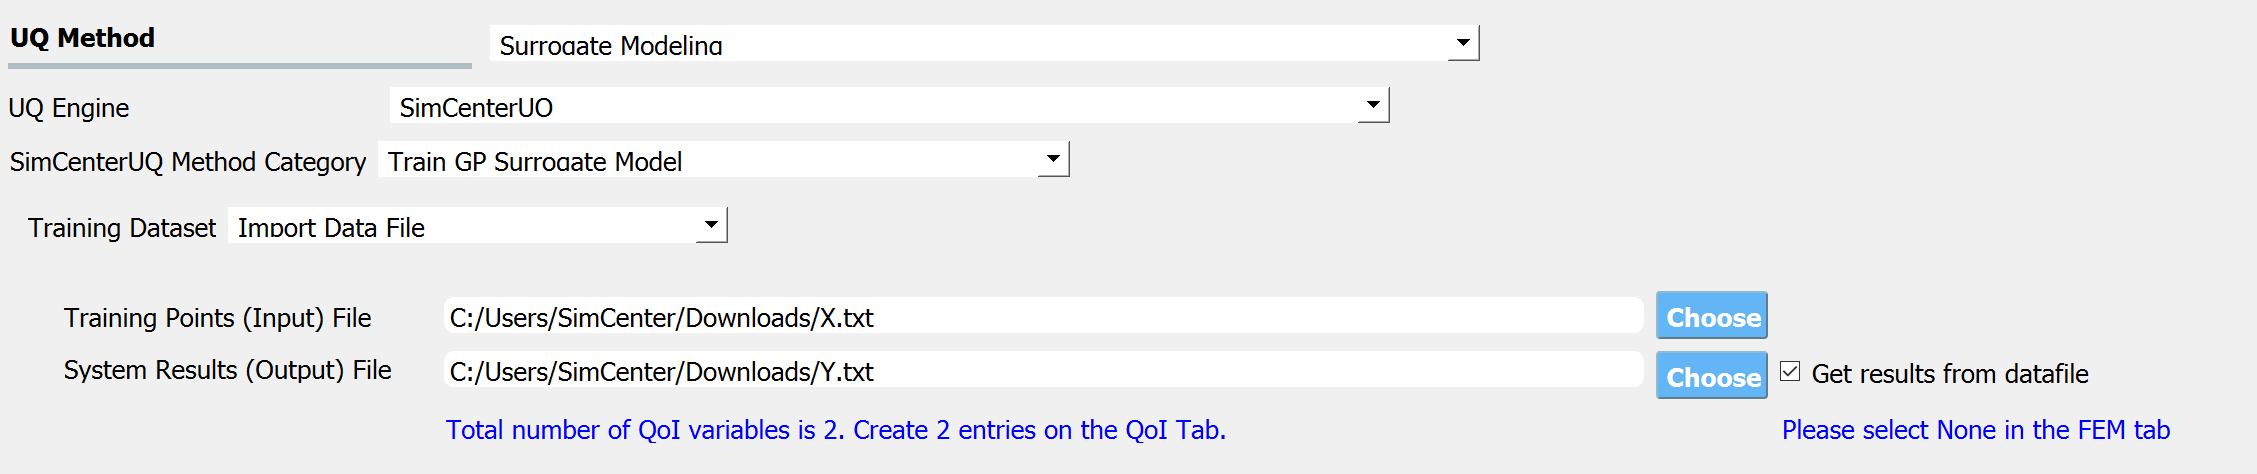 UQ Method Surrogate Modeling
UQ Engine SimCenterUQ
SimCenterUQ Method Category Train GP Surrogate Model
Training Dataset Import Data File
Training Points (Input) File C:/Users/SimCenter/Downloads/X.txt Choose
System Results (Output) File C:/Users/SimCenter/Downloads/Y.txt Choose Get results from datafile
Total number of QoI variables is 2. Create 2 entries on the QoI Tab. Please select None in the FEM tab